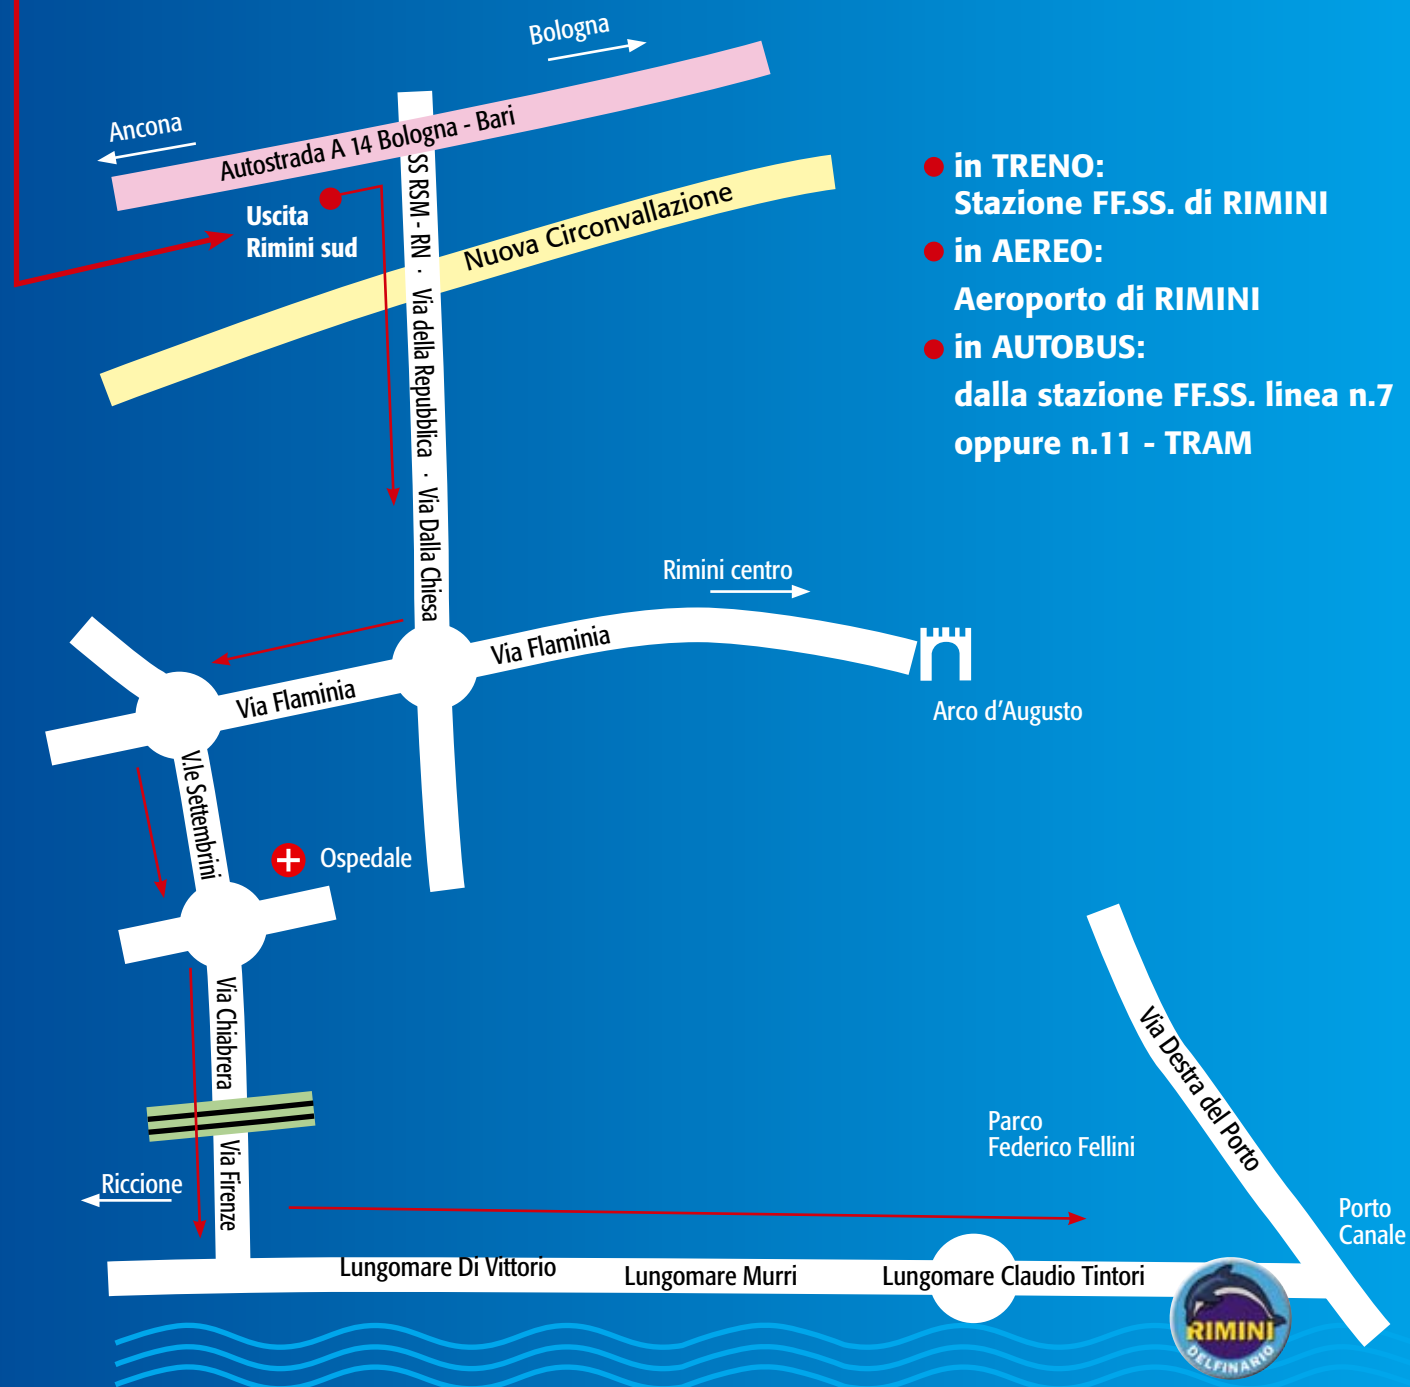 Bologna
Ancona
Autostrada A 14 Bologna - Bari
Uscita
Rimini sud
SS RSM - RN · Via della Repubblica · Via Dalla Chiesa
Nuova Circonvallazione
in TRENO:
Stazione FF.SS. di RIMINI
in AEREO:
Aeroporto di RIMINI
in AUTOBUS:
dalla stazione FF.SS. linea n.7
oppure n.11 - TRAM
Rimini centro
Via Flaminia
Via Flaminia
Arco d'Augusto
V.le Settembrini
Ospedale
Via Chiabrera
Via Firenze
Riccione
Via Destra del Porto
Parco
Federico Fellini
Porto
Canale
Lungomare Di Vittorio
Lungomare Murri
Lungomare Claudio Tintori
RIMINI
DELFINARIO